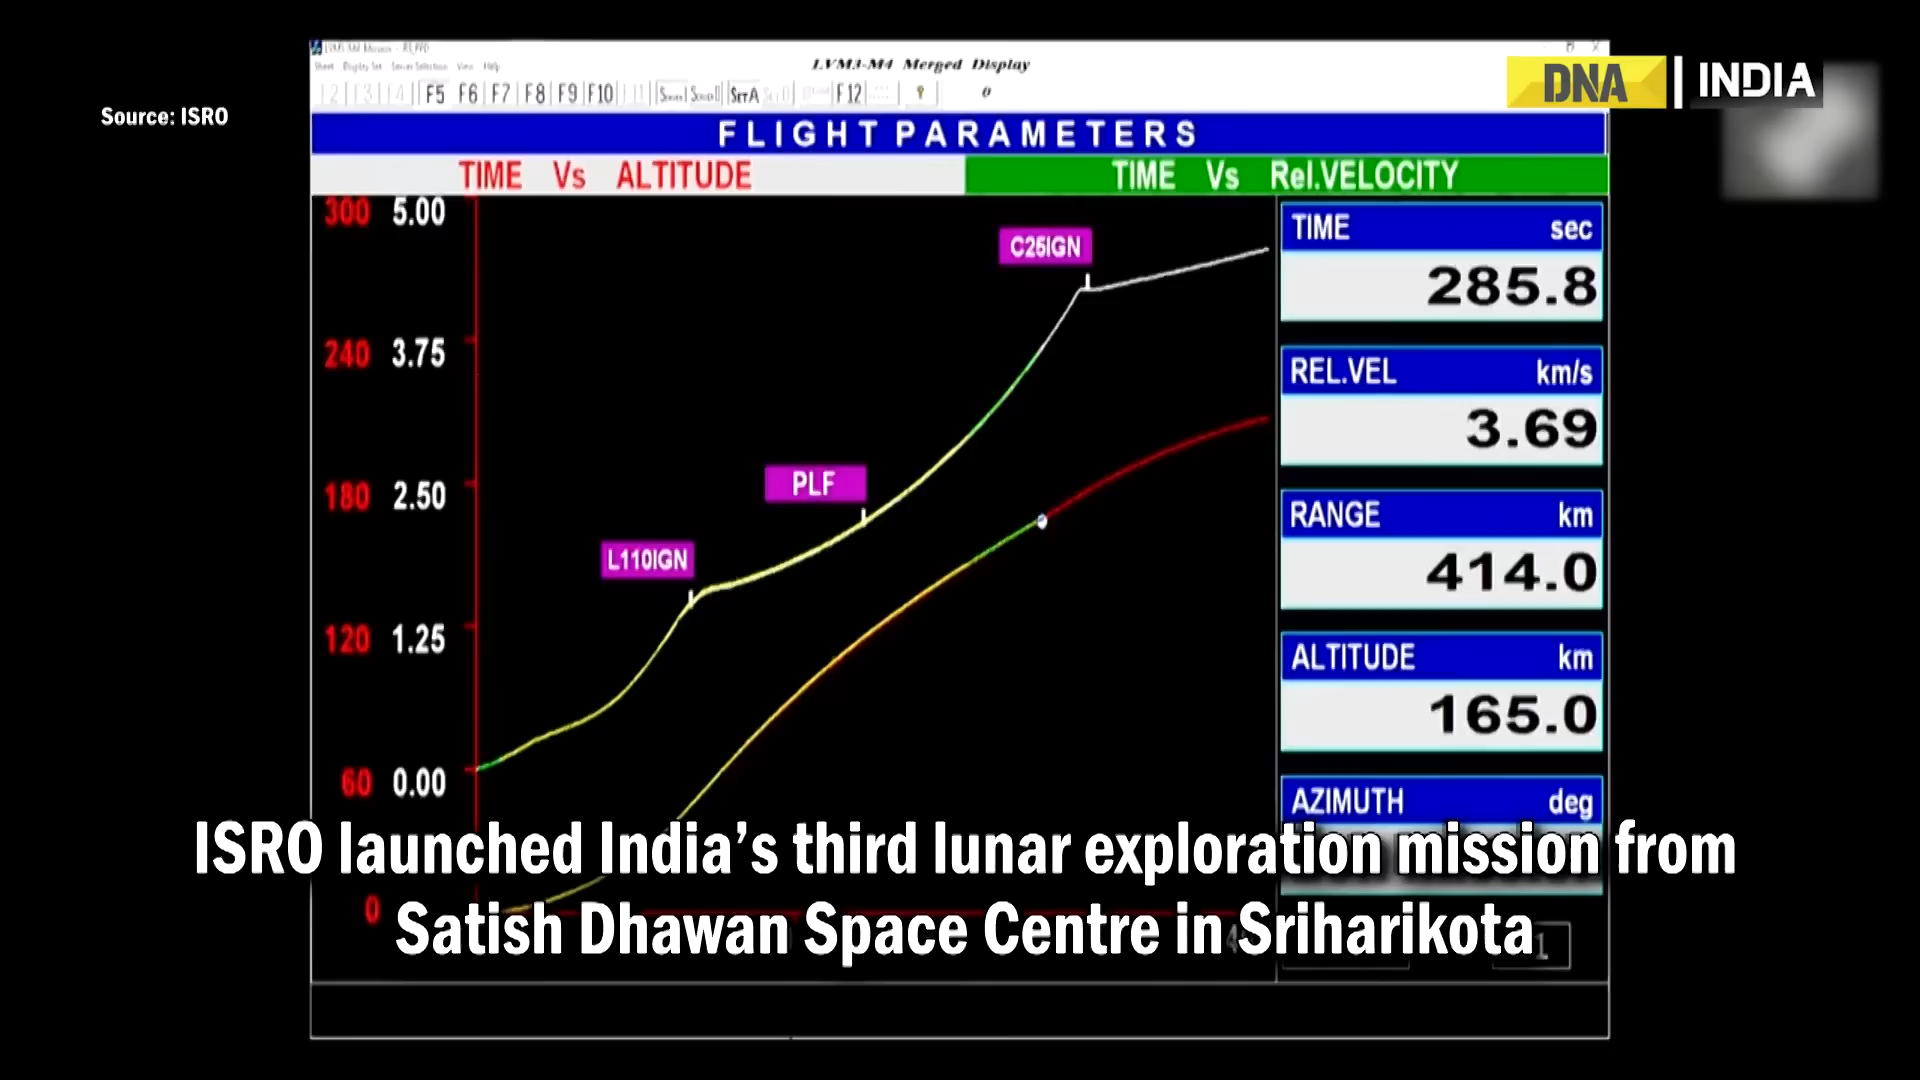 LVM3-M4 Merged Display
DNA | INDIA
Source: ISRO
F5 F6 F7 F8 F9 F10 SETA F12 0
FLIGHT PARAMETERS
TIME Vs ALTITUDE
TIME Vs Rel.VELOCITY
300 5.00
240 3.75
180 2.50
120 1.25
60 0.00
0
C25IGN
PLF
L110IGN
TIME sec
285.8
REL.VEL km/s
3.69
RANGE km
414.0
ALTITUDE km
165.0
AZIMUTH deg
1
ISRO launched India's third lunar exploration mission from
Satish Dhawan Space Centre in Sriharikota